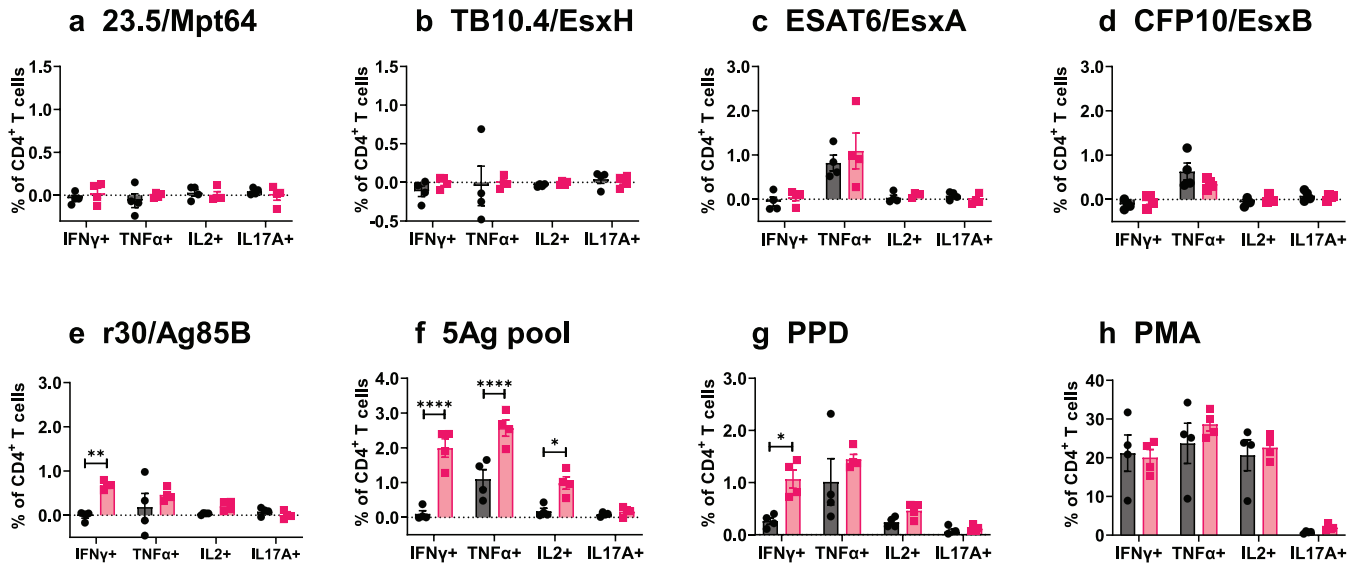 a 23.5/Mpt64
b TB10.4/EsxH
c ESAT6/EsxA
d CFP10/EsxB
% of CD4⁺ T cells
1.5
1.0
0.5
0.0
IFNγ+ TNFα+ IL2+ IL17A+
% of CD4⁺ T cells
1.5
1.0
0.5
0.0
-0.5
IFNγ+ TNFα+ IL2+ IL17A+
% of CD4⁺ T cells
3.0
2.0
1.0
0.0
IFNγ+ TNFα+ IL2+ IL17A+
% of CD4⁺ T cells
3.0
2.0
1.0
0.0
IFNγ+ TNFα+ IL2+ IL17A+
e r30/Ag85B
f 5Ag pool
g PPD
h PMA
% of CD4⁺ T cells
3.0
2.0
1.0
0.0
**
IFNγ+ TNFα+ IL2+ IL17A+
% of CD4⁺ T cells
4.0
3.0
2.0
1.0
0.0
**** **** *
IFNγ+ TNFα+ IL2+ IL17A+
% of CD4⁺ T cells
3.0
2.0
1.0
0.0
*
IFNγ+ TNFα+ IL2+ IL17A+
% of CD4⁺ T cells
40
30
20
10
0
IFNγ+ TNFα+ IL2+ IL17A+